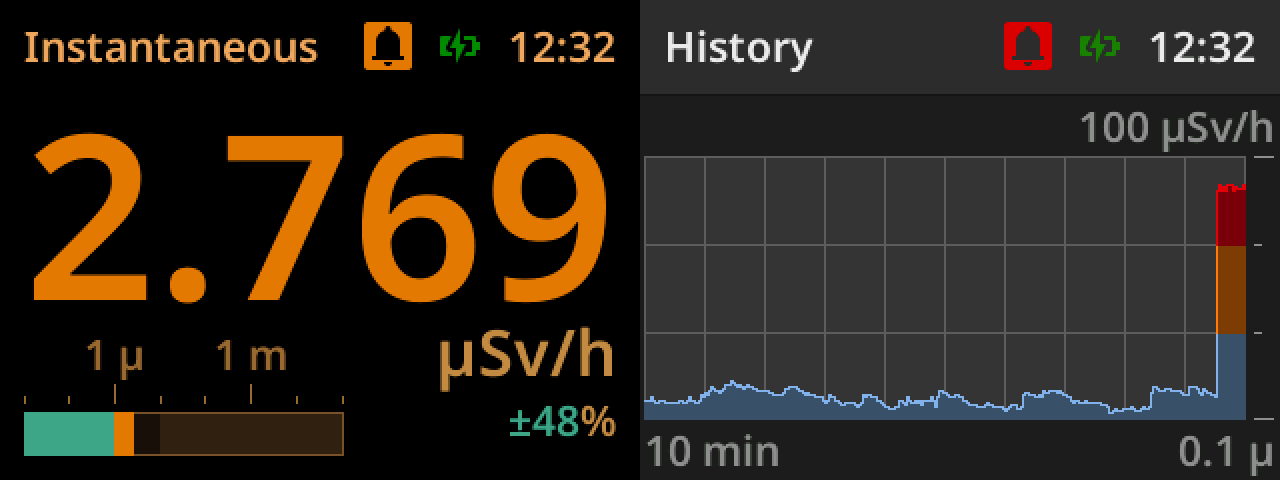 Instantaneous 12:32
2.769
1 µ 1 m µSv/h
±48%
History 12:32
100 µSv/h
10 min 0.1 µ